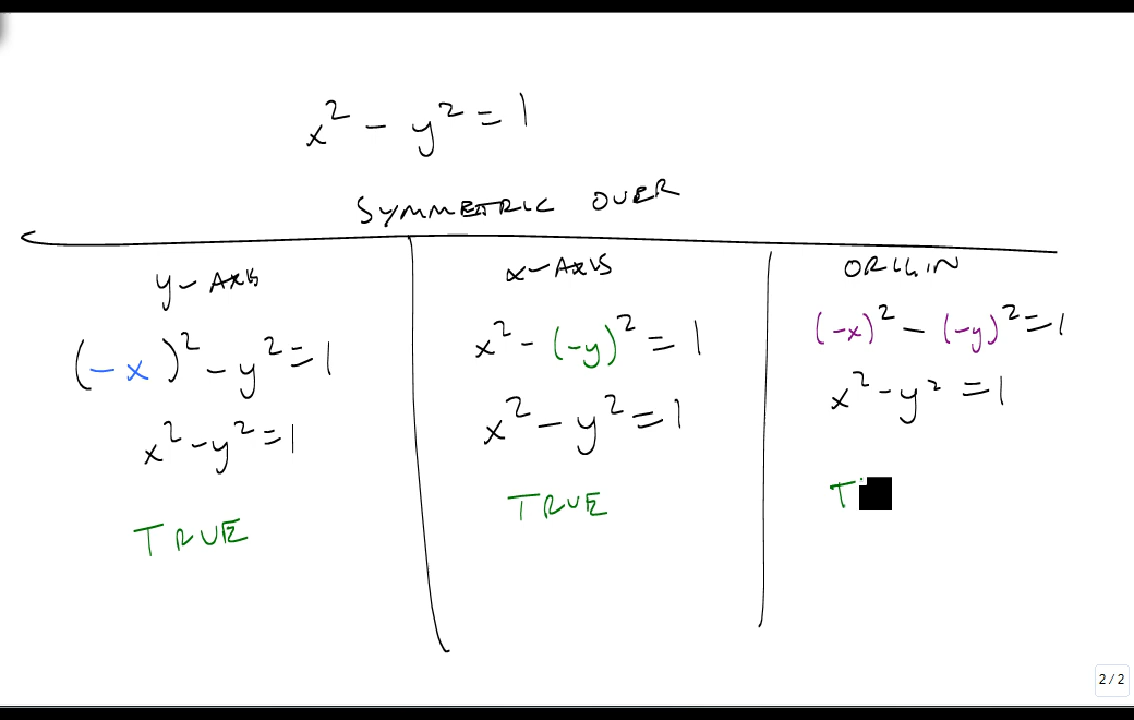 x² - y² = 1
SYMMETRIC OVER
y-AXIS
(-x)² - y² = 1
x² - y² = 1
TRUE
x-AXIS
x² - (-y)² = 1
x² - y² = 1
TRUE
ORIGIN
(-x)² - (-y)² = 1
x² - y² = 1
T
2/2